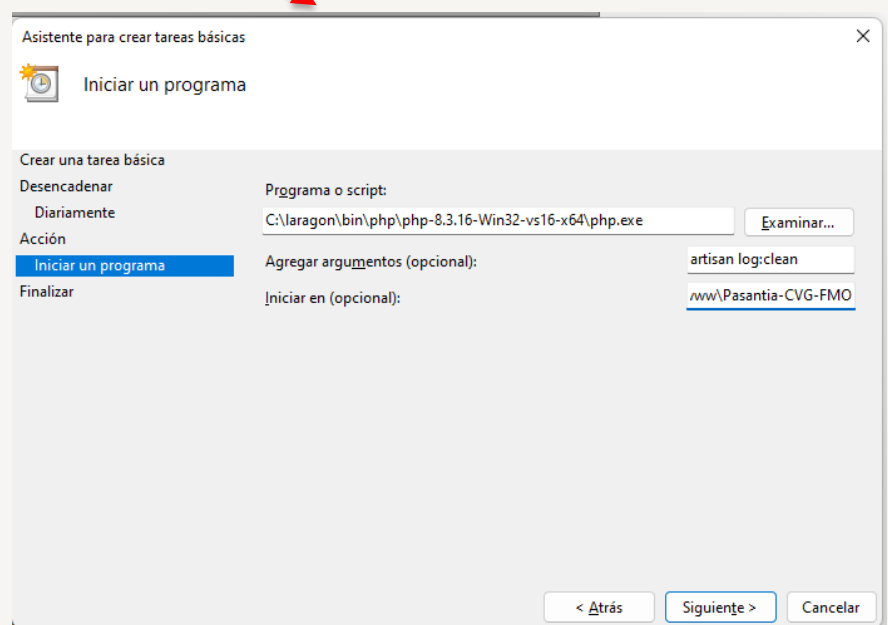 Asistente para crear tareas básicas
Iniciar un programa
Crear una tarea básica
Desencadenar
Diariamente
Acción
Iniciar un programa
Finalizar
Programa o script:
C:\laragon\bin\php\php-8.3.16-Win32-vs16-x64\php.exe
Examinar...
Agregar argumentos (opcional):
artisan log:clean
Iniciar en (opcional):
www\Pasantia-CVG-FMO
< Atrás
Siguiente >
Cancelar